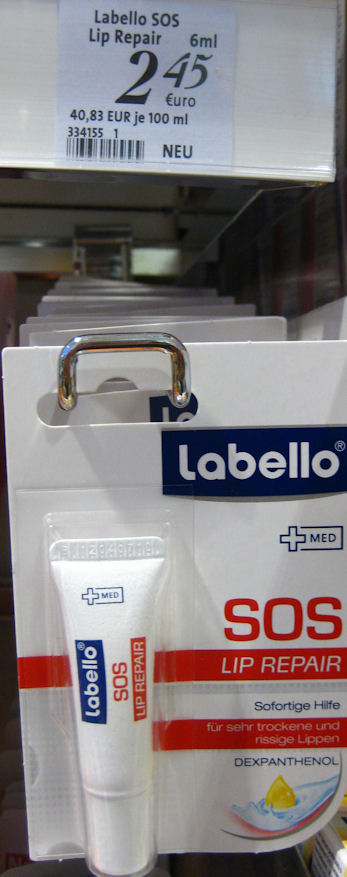 Labello SOS
Lip Repair 6ml
2 45
€uro
40,83 EUR je 100 ml
334155 1
NEU
Labello®
MED
SOS
LIP REPAIR
Sofortige Hilfe
für sehr trockene und
rissige Lippen
DEXPANTHENOL
MED
Labello®
SOS
LIP REPAIR